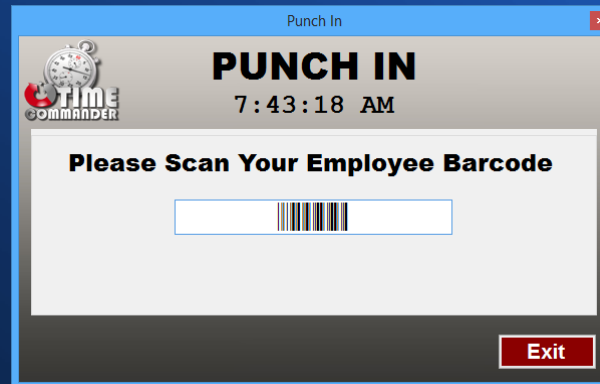 Punch In
PUNCH IN
7:43:18 AM
TIME
COMMANDER
Please Scan Your Employee Barcode
Exit